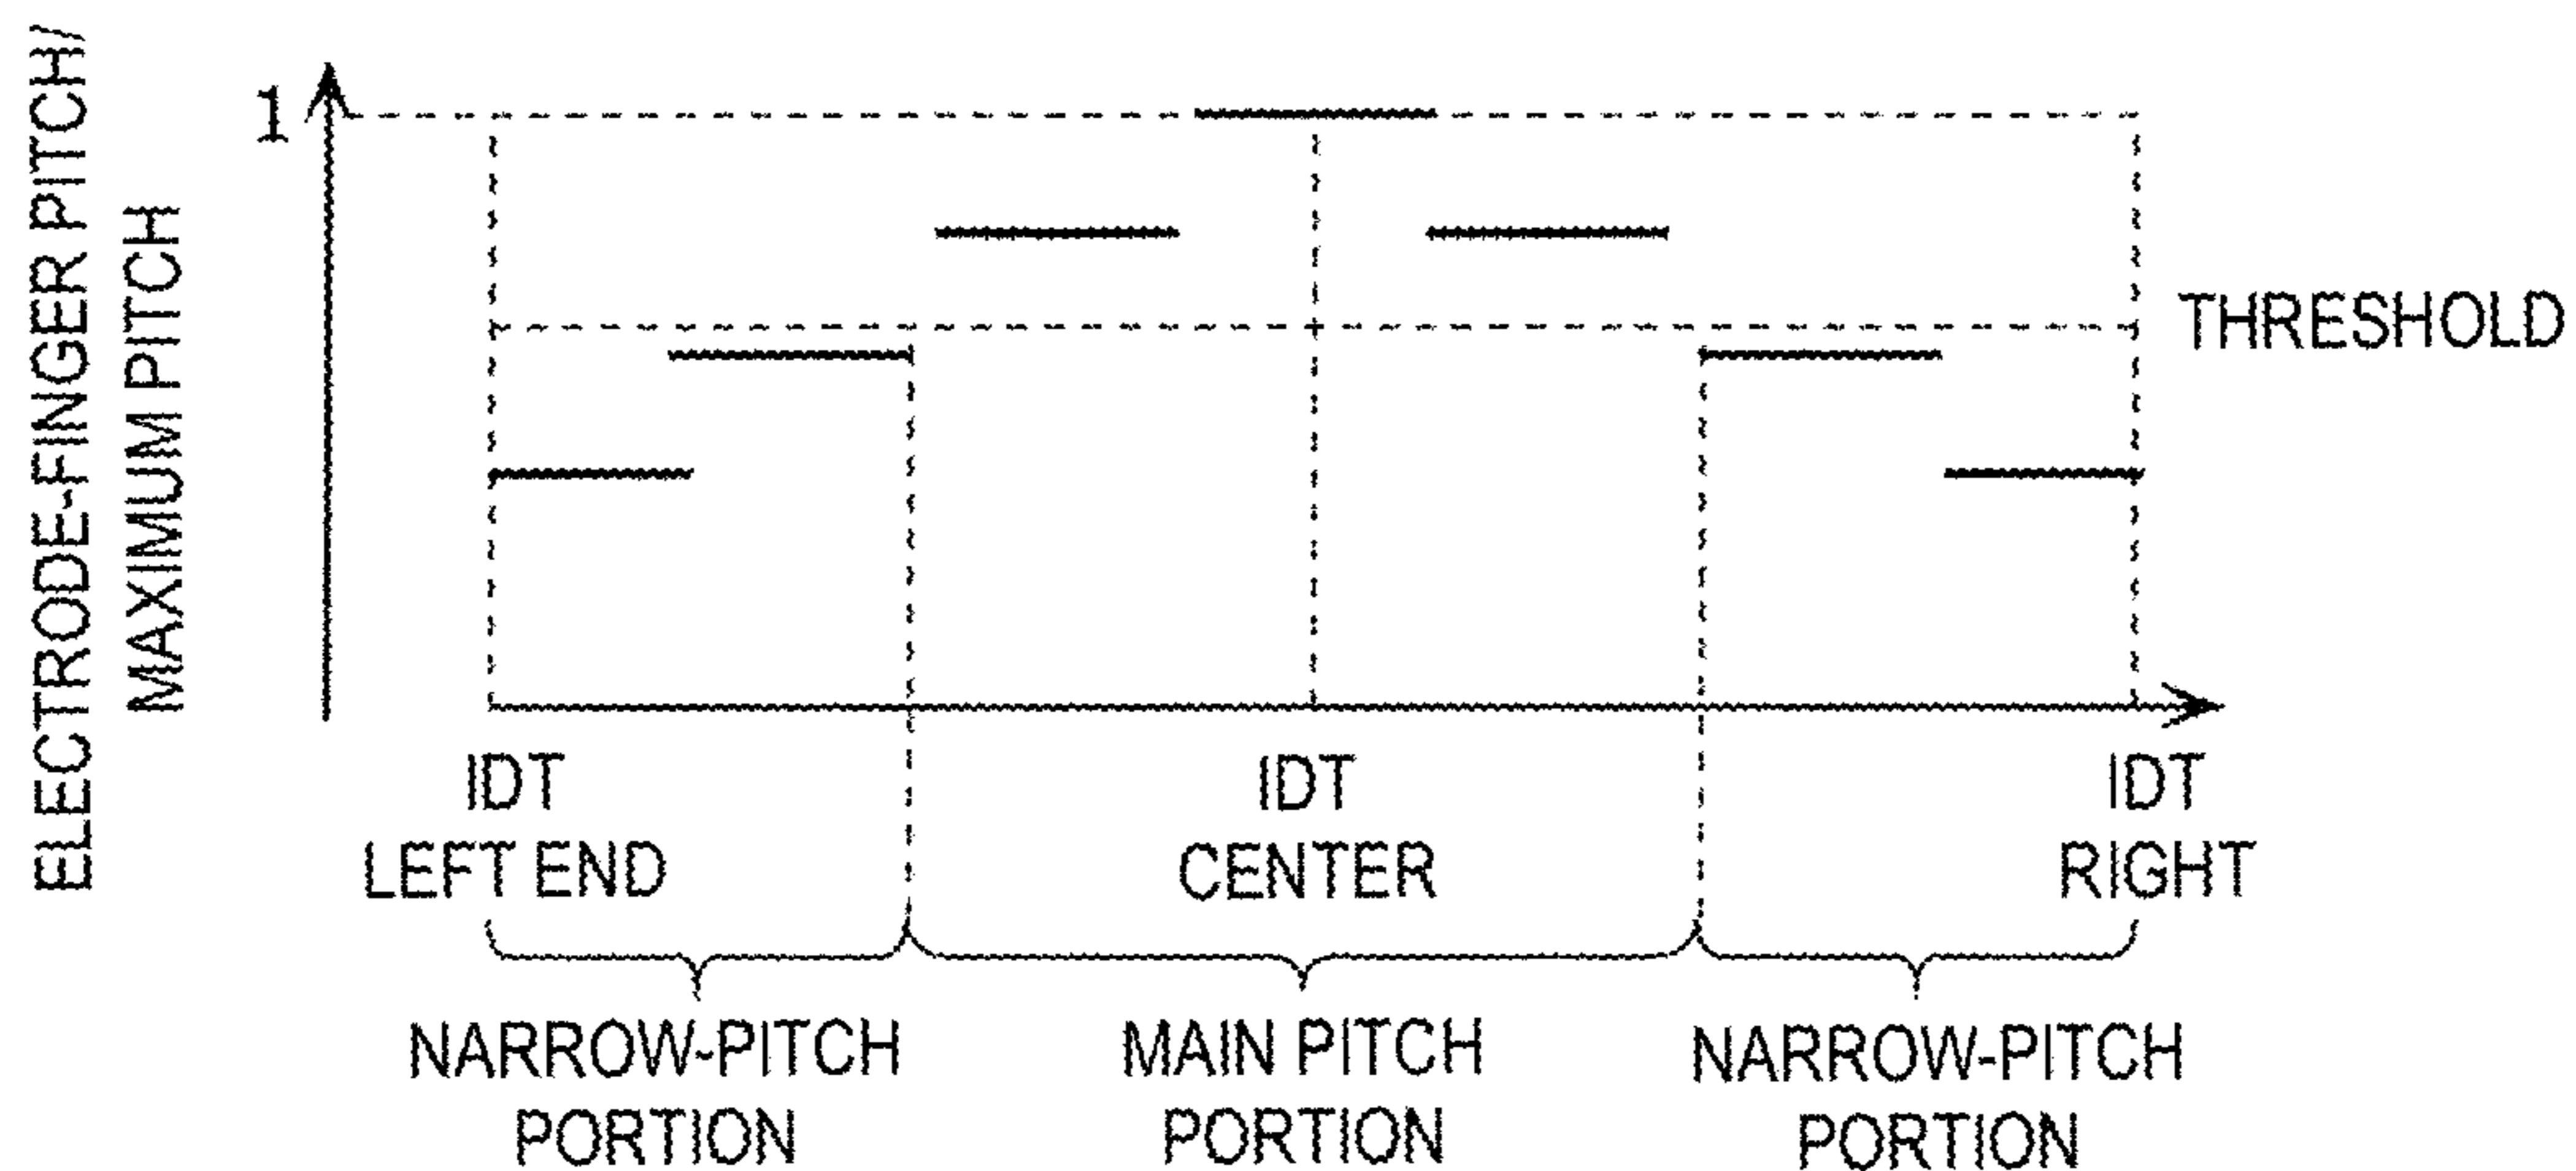 ELECTRODE-FINGER PITCH/
MAXIMUM PITCH
1
THRESHOLD
IDT
LEFT END
IDT
CENTER
IDT
RIGHT
NARROW-PITCH
PORTION
MAIN PITCH
PORTION
NARROW-PITCH
PORTION